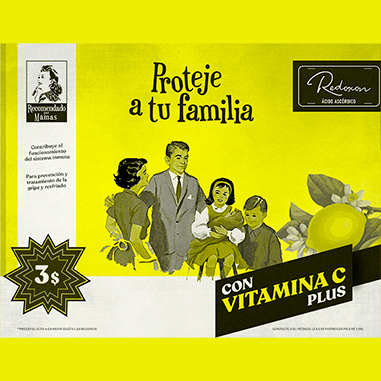 Recomendado
por
Mamas
Proteje
a tu familia
Redoxon
ÁCIDO ASCÓRBICO
Contribuye al
funcionamiento
del sistema inmune
Para prevención y
tratamiento de la
gripe y resfriado
3$
CON
VITAMINA C
PLUS